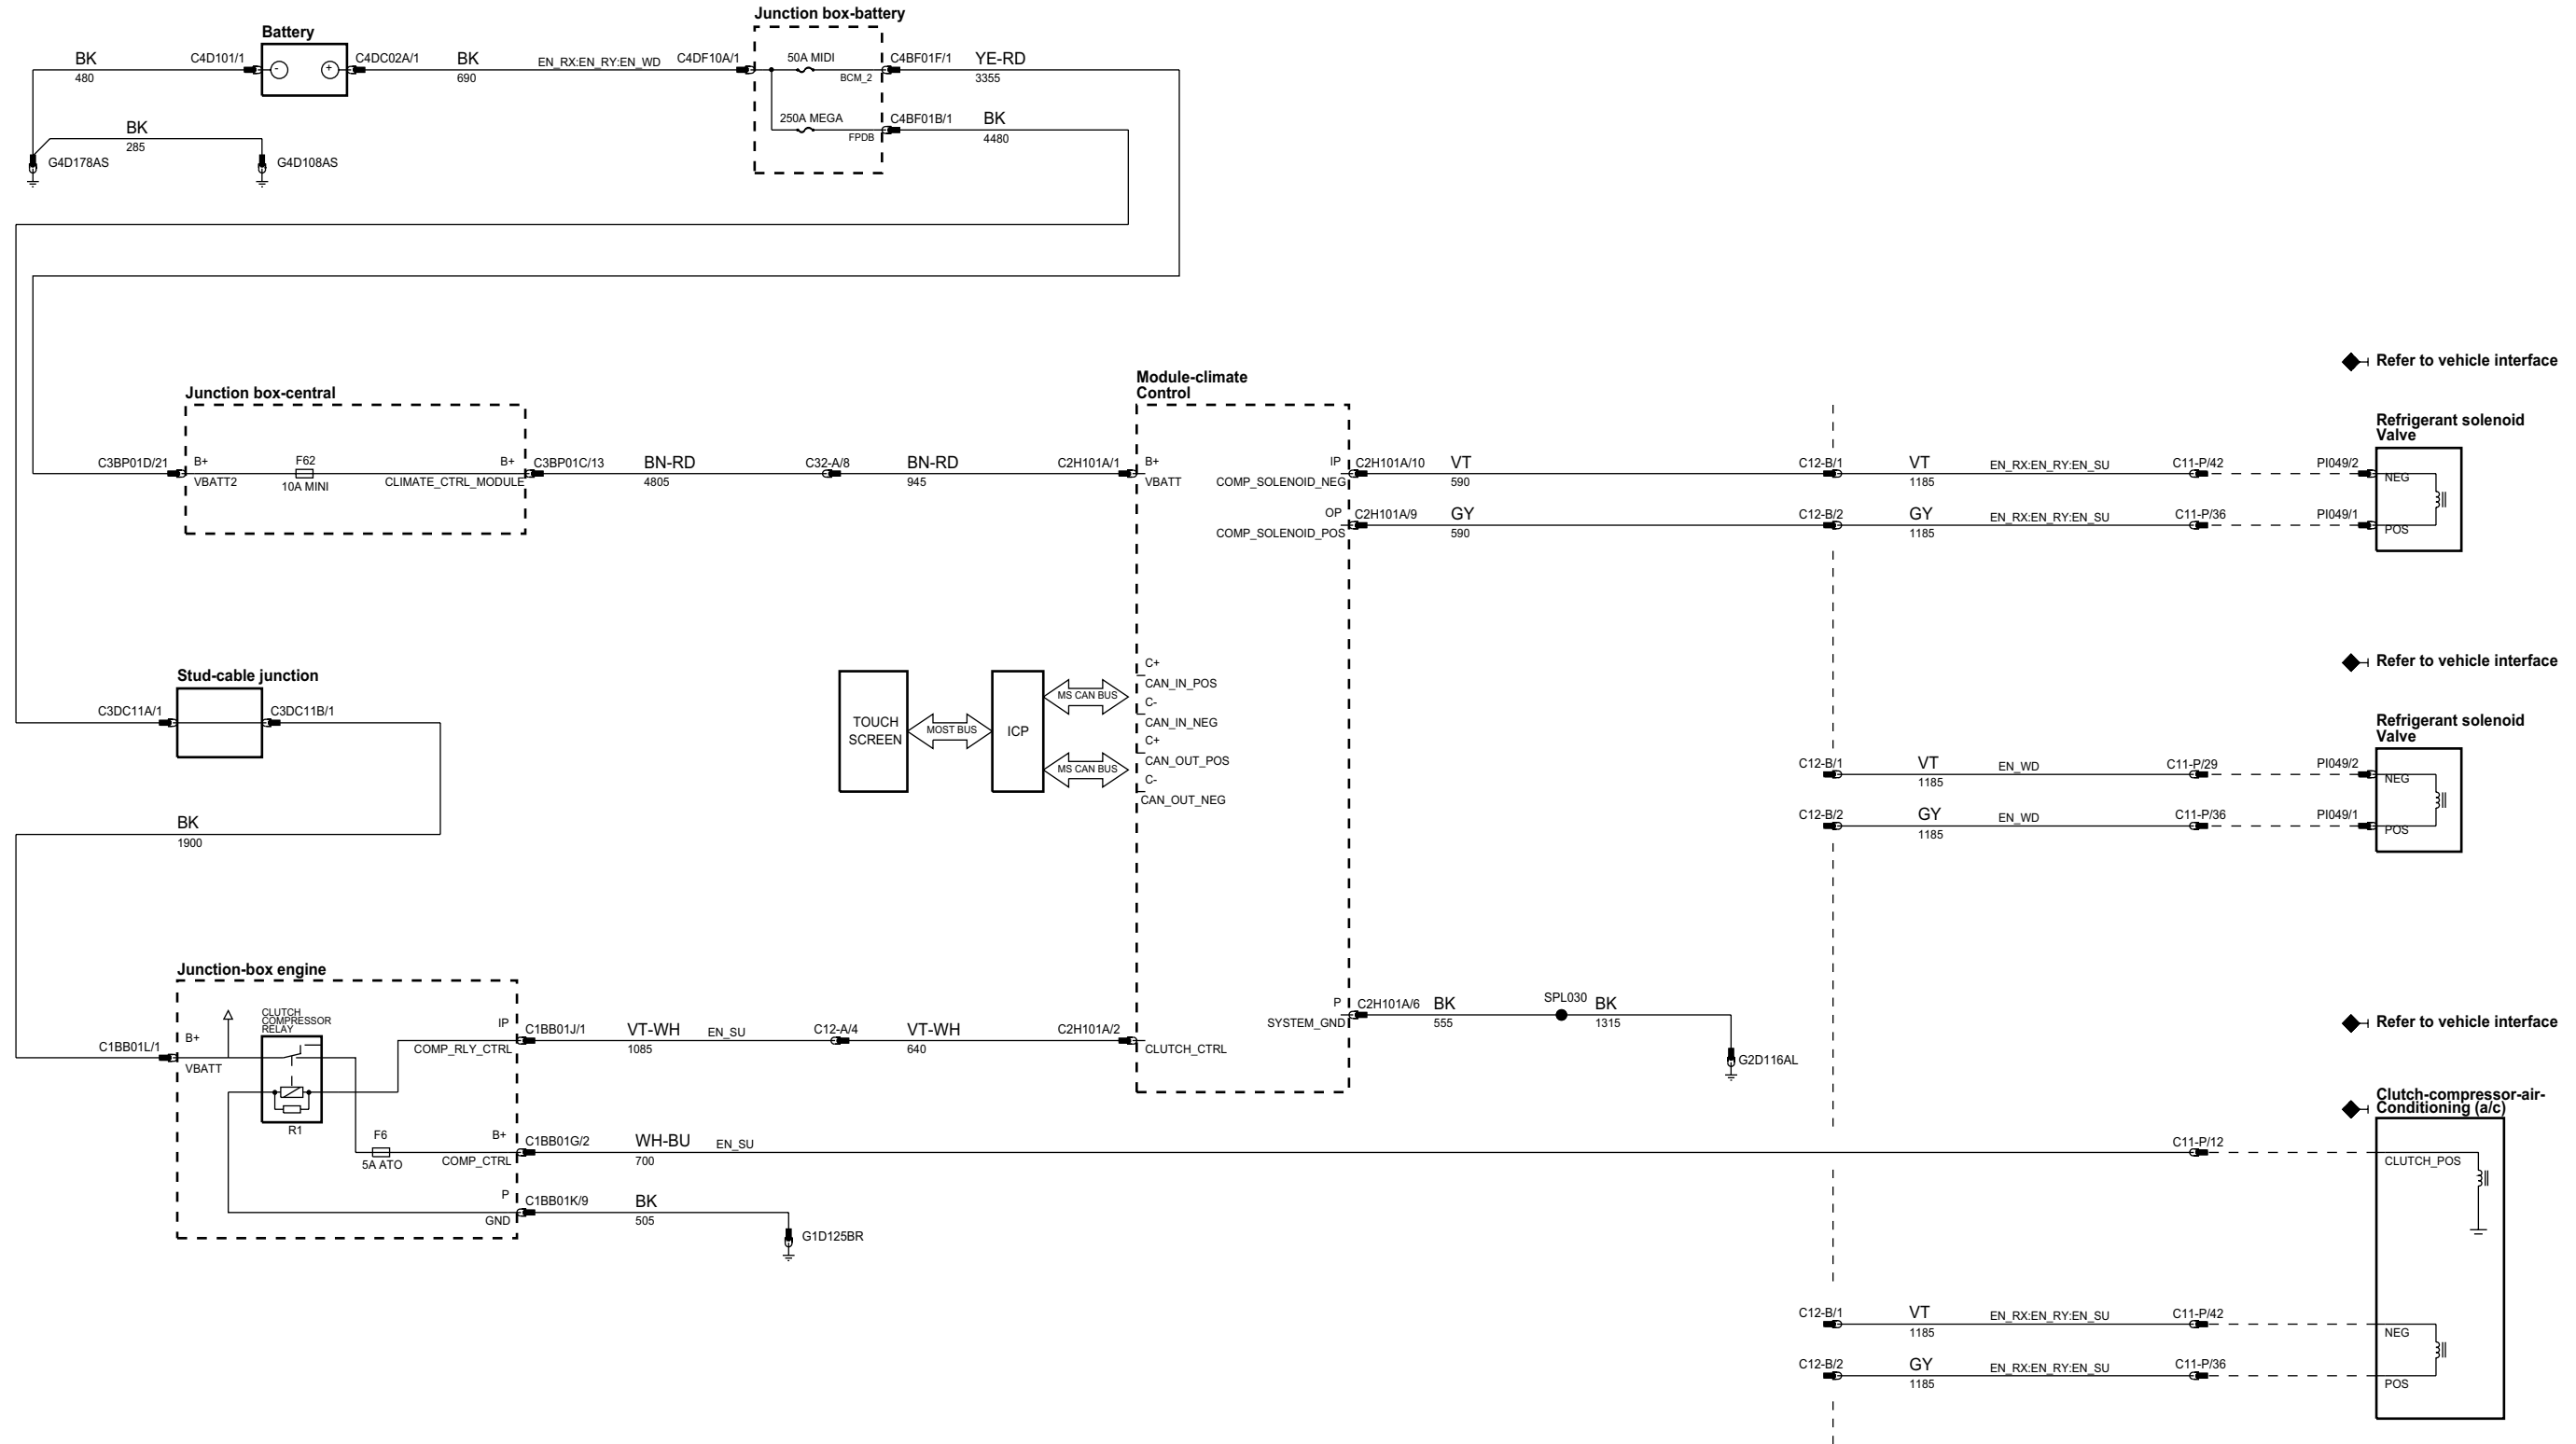 Junction box-battery
Battery
BK
480
C4D101/1
-
+
C4DC02A/1
BK
690
EN_RX:EN_RY:EN_WD
C4DF10A/1
50A MIDI
BCM_2
C4BF01F/1
YE-RD
3355
250A MEGA
FPDB
C4BF01B/1
BK
4480
BK
285
G4D178AS
G4D108AS
Refer to vehicle interface
Junction box-central
Module-climate
Control
Refrigerant solenoid
Valve
C3BP01D/21
B+
VBATT2
F62
10A MINI
B+
CLIMATE_CTRL_MODULE
C3BP01C/13
BN-RD
4805
C32-A/8
BN-RD
945
C2H101A/1
B+
VBATT
IP
COMP_SOLENOID_NEG
C2H101A/10
VT
590
C12-B/1
VT
1185
EN_RX:EN_RY:EN_SU
C11-P/42
PI049/2
NEG
OP
COMP_SOLENOID_POS
C2H101A/9
GY
590
C12-B/2
GY
1185
EN_RX:EN_RY:EN_SU
C11-P/36
PI049/1
POS
Refer to vehicle interface
Stud-cable junction
C3DC11A/1
C3DC11B/1
BK
1900
TOUCH
SCREEN
MOST BUS
ICP
MS CAN BUS
MS CAN BUS
C+
CAN_IN_POS
C-
CAN_IN_NEG
C+
CAN_OUT_POS
C-
CAN_OUT_NEG
Refrigerant solenoid
Valve
C12-B/1
VT
1185
EN_WD
C11-P/29
PI049/2
NEG
C12-B/2
GY
1185
EN_WD
C11-P/36
PI049/1
POS
Junction-box engine
C1BB01L/1
B+
VBATT
CLUTCH
COMPRESSOR
RELAY
R1
IP
COMP_RLY_CTRL
C1BB01J/1
VT-WH
1085
EN_SU
C12-A/4
VT-WH
640
C2H101A/2
CLUTCH_CTRL
P
SYSTEM_GND
C2H101A/6
BK
555
SPL030
BK
1315
G2D116AL
Refer to vehicle interface
Clutch-compressor-air-
Conditioning (a/c)
F6
5A ATO
B+
COMP_CTRL
C1BB01G/2
WH-BU
700
EN_SU
C11-P/12
CLUTCH_POS
P
GND
C1BB01K/9
BK
505
G1D125BR
C12-B/1
VT
1185
EN_RX:EN_RY:EN_SU
C11-P/42
NEG
C12-B/2
GY
1185
EN_RX:EN_RY:EN_SU
C11-P/36
POS